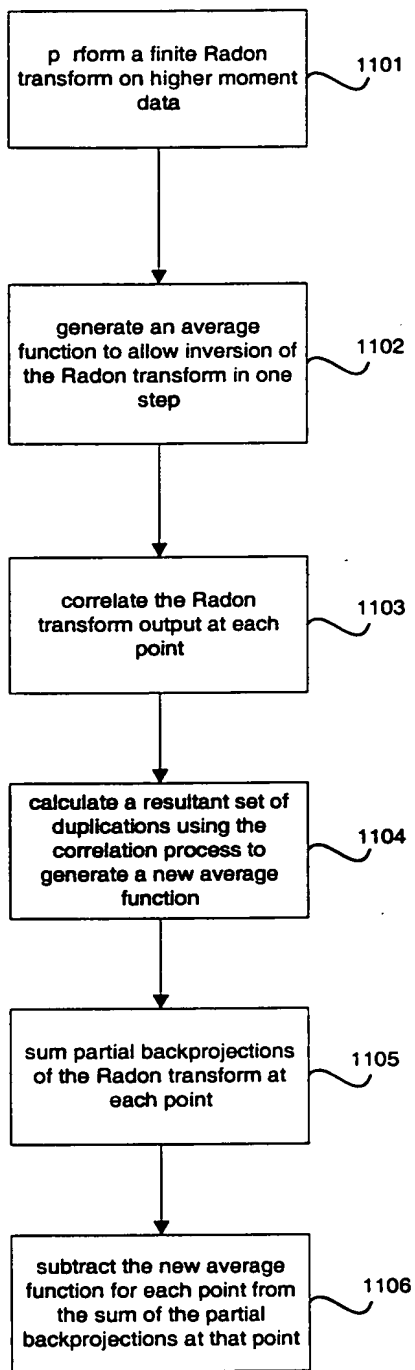 p rform a finite Radon
transform on higher moment
data
1101
generate an average
function to allow inversion of
the Radon transform in one
step
1102
correlate the Radon
transform output at each
point
1103
calculate a resultant set of
duplications using the
correlation process to
generate a new average
function
1104
sum partial backprojections
of the Radon transform at
each point
1105
subtract the new average
function for each point from
the sum of the partial
backprojections at that point
1106